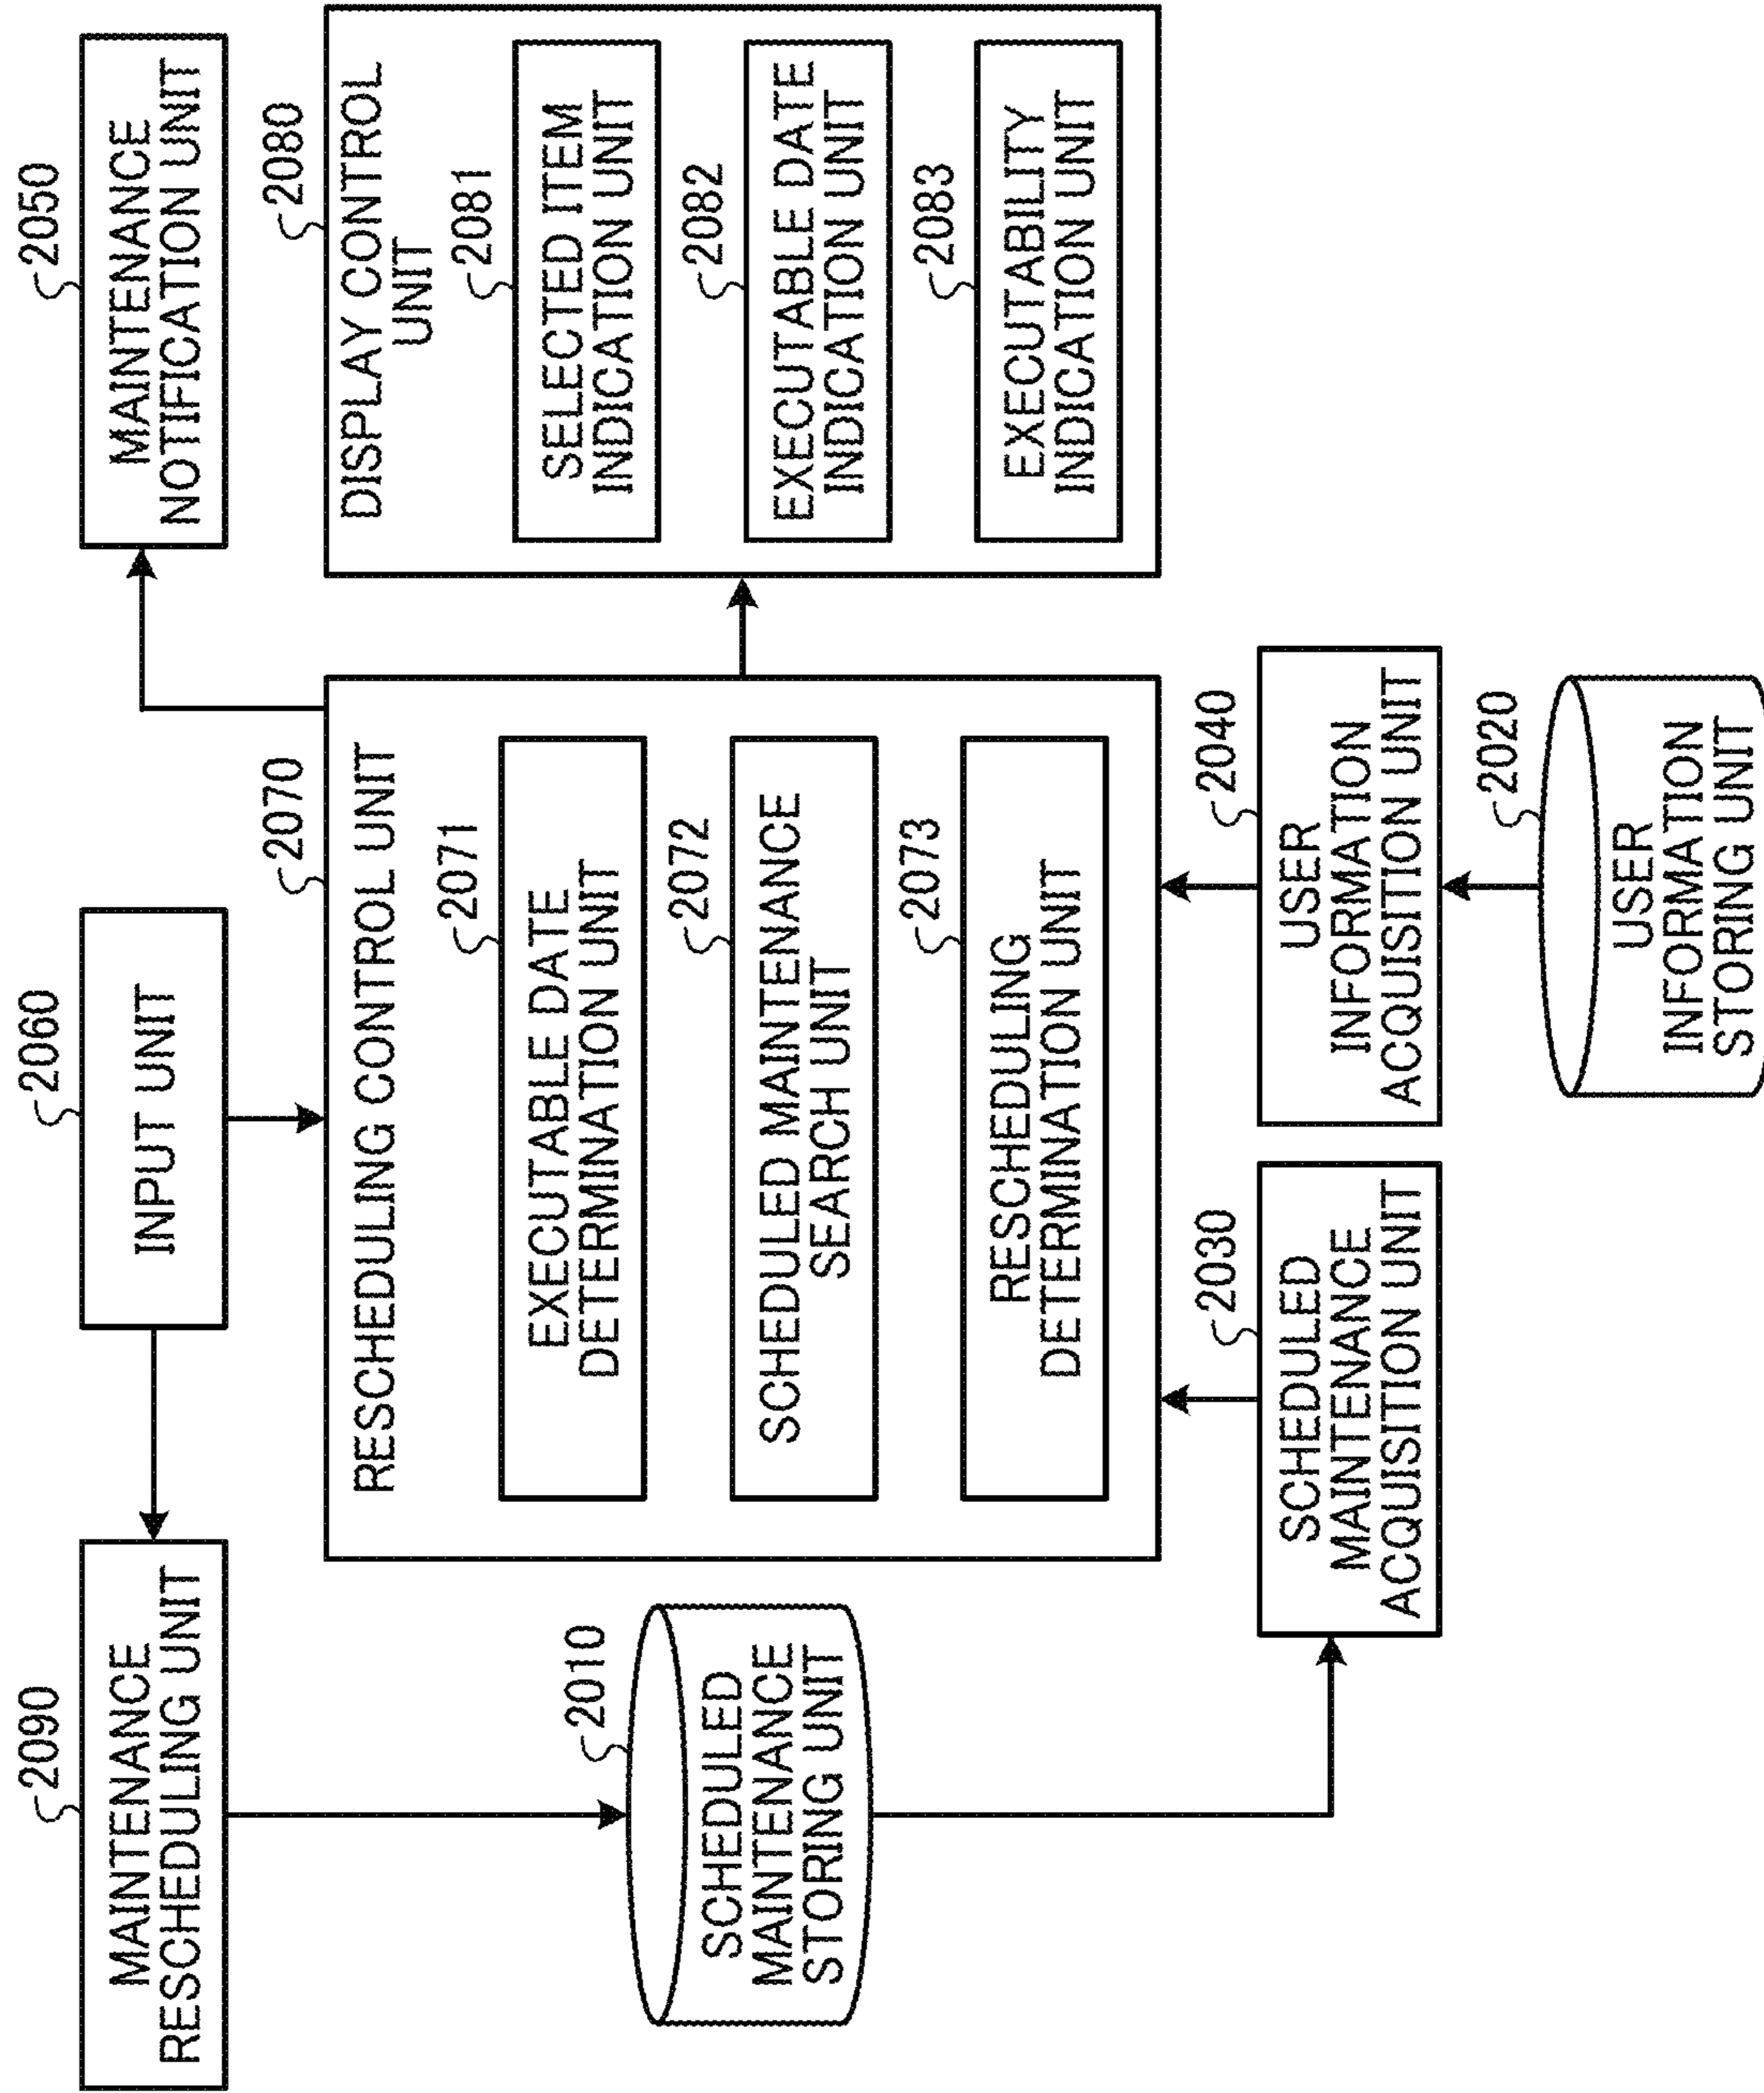 2090
MAINTENANCE
RESCHEDULING UNIT
2060
INPUT UNIT
2050
MAINTENANCE
NOTIFICATION UNIT
2010
SCHEDULED
MAINTENANCE
STORING UNIT
2070
RESCHEDULING CONTROL UNIT
2071
EXECUTABLE DATE
DETERMINATION UNIT
2072
SCHEDULED MAINTENANCE
SEARCH UNIT
2073
RESCHEDULING
DETERMINATION UNIT
2080
DISPLAY CONTROL
UNIT
2081
SELECTED ITEM
INDICATION UNIT
2082
EXECUTABLE DATE
INDICATION UNIT
2083
EXECUTABILITY
INDICATION UNIT
2030
SCHEDULED
MAINTENANCE
ACQUISITION UNIT
2040
USER
INFORMATION
ACQUISITION UNIT
2020
USER
INFORMATION
STORING UNIT